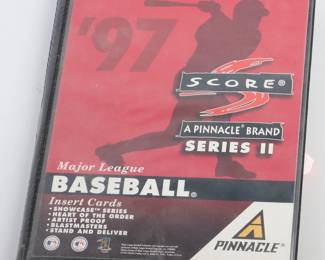 '97
SCORE®
A PINNACLE® BRAND
SERIES II
Major League
BASEBALL®
Insert Cards
•SHOWCASE SERIES
•HEART OF THE ORDER
•ARTIST PROOF
•BLASTMASTERS
•STAND AND DELIVER
PINNACLE®